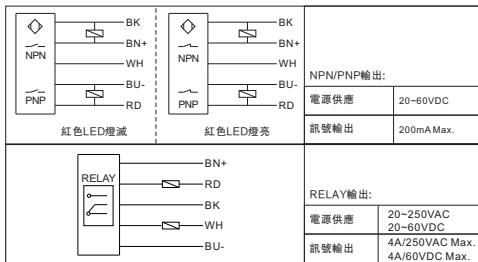 BK
BN+
NPN
WH
BU-
PNP
RD
紅色LED燈滅
BK
BN+
NPN
WH
BU-
PNP
RD
紅色LED燈亮
NPN/PNP輸出:
電源供應 20~60VDC
訊號輸出 200mA Max.
RELAY
BN+
RD
BK
WH
BU-
RELAY輸出:
電源供應 20~250VAC
20~60VDC
訊號輸出 4A/250VAC Max.
4A/60VDC Max.